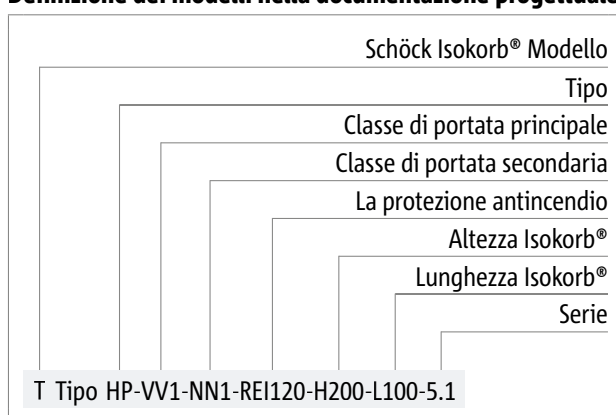 Definizione dei modelli nella documentazione progettuale
Schöck Isokorb® Modello
Tipo
Classe di portata principale
Classe di portata secondaria
La protezione antincendio
Altezza Isokorb®
Lunghezza Isokorb®
Serie
T Tipo HP-VV1-NN1-REI120-H200-L100-5.1